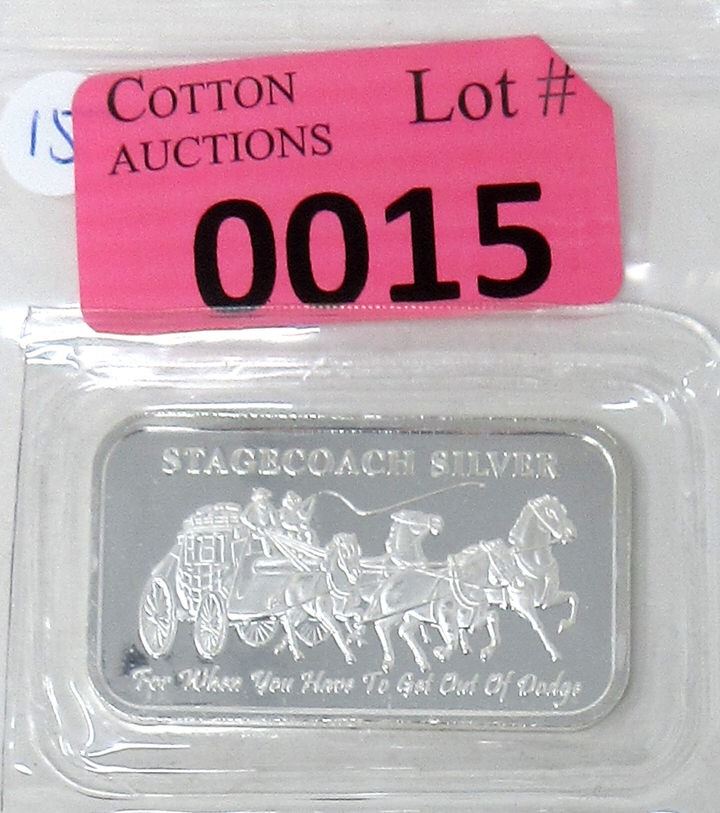 15
COTTON
AUCTIONS
Lot #
0015
STAGECOACH SILVER
For When You Have To Get Out Of Dodge